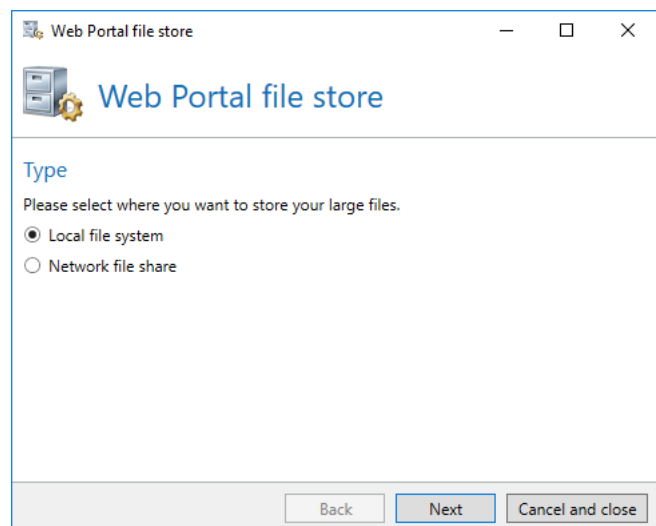 Web Portal file store
Web Portal file store
Type
Please select where you want to store your large files.
Local file system
Network file share
Back Next Cancel and close